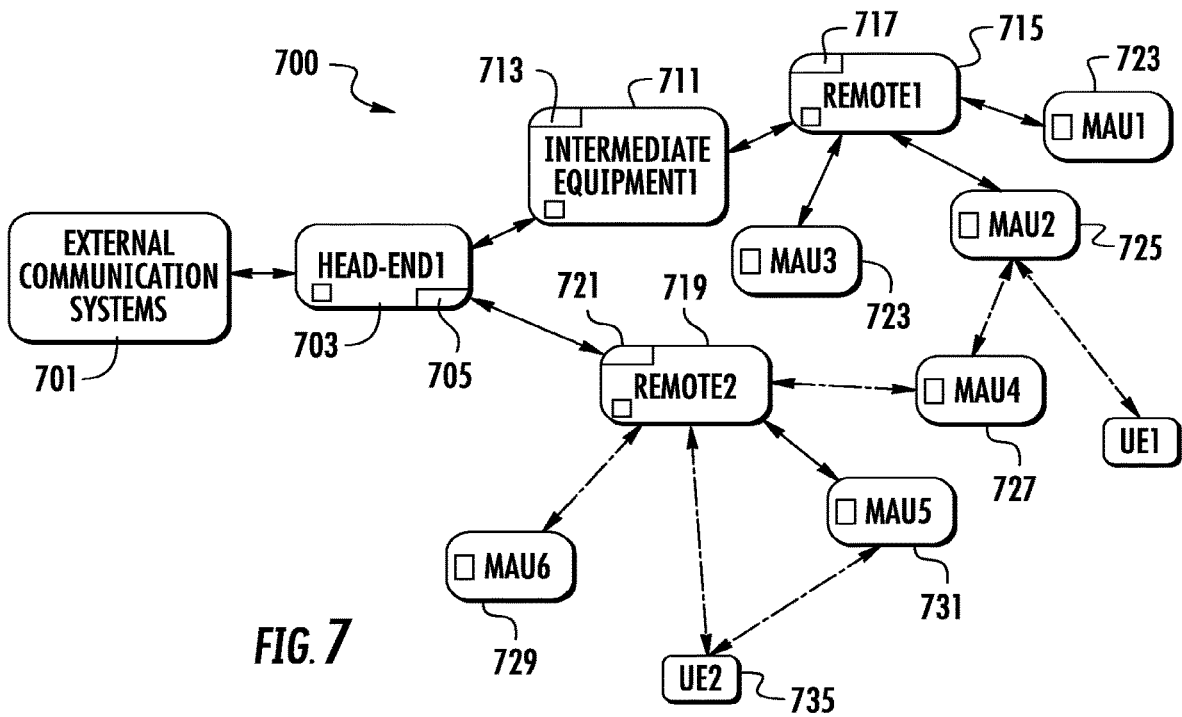 700
713
711
717
715
723
REMOTE1
MAU1
INTERMEDIATE
EQUIPMENT1
MAU2
725
MAU3
723
EXTERNAL
COMMUNICATION
SYSTEMS
HEAD-END1
701
703
705
721
719
REMOTE2
MAU4
727
UE1
MAU5
731
MAU6
729
UE2
735
FIG. 7